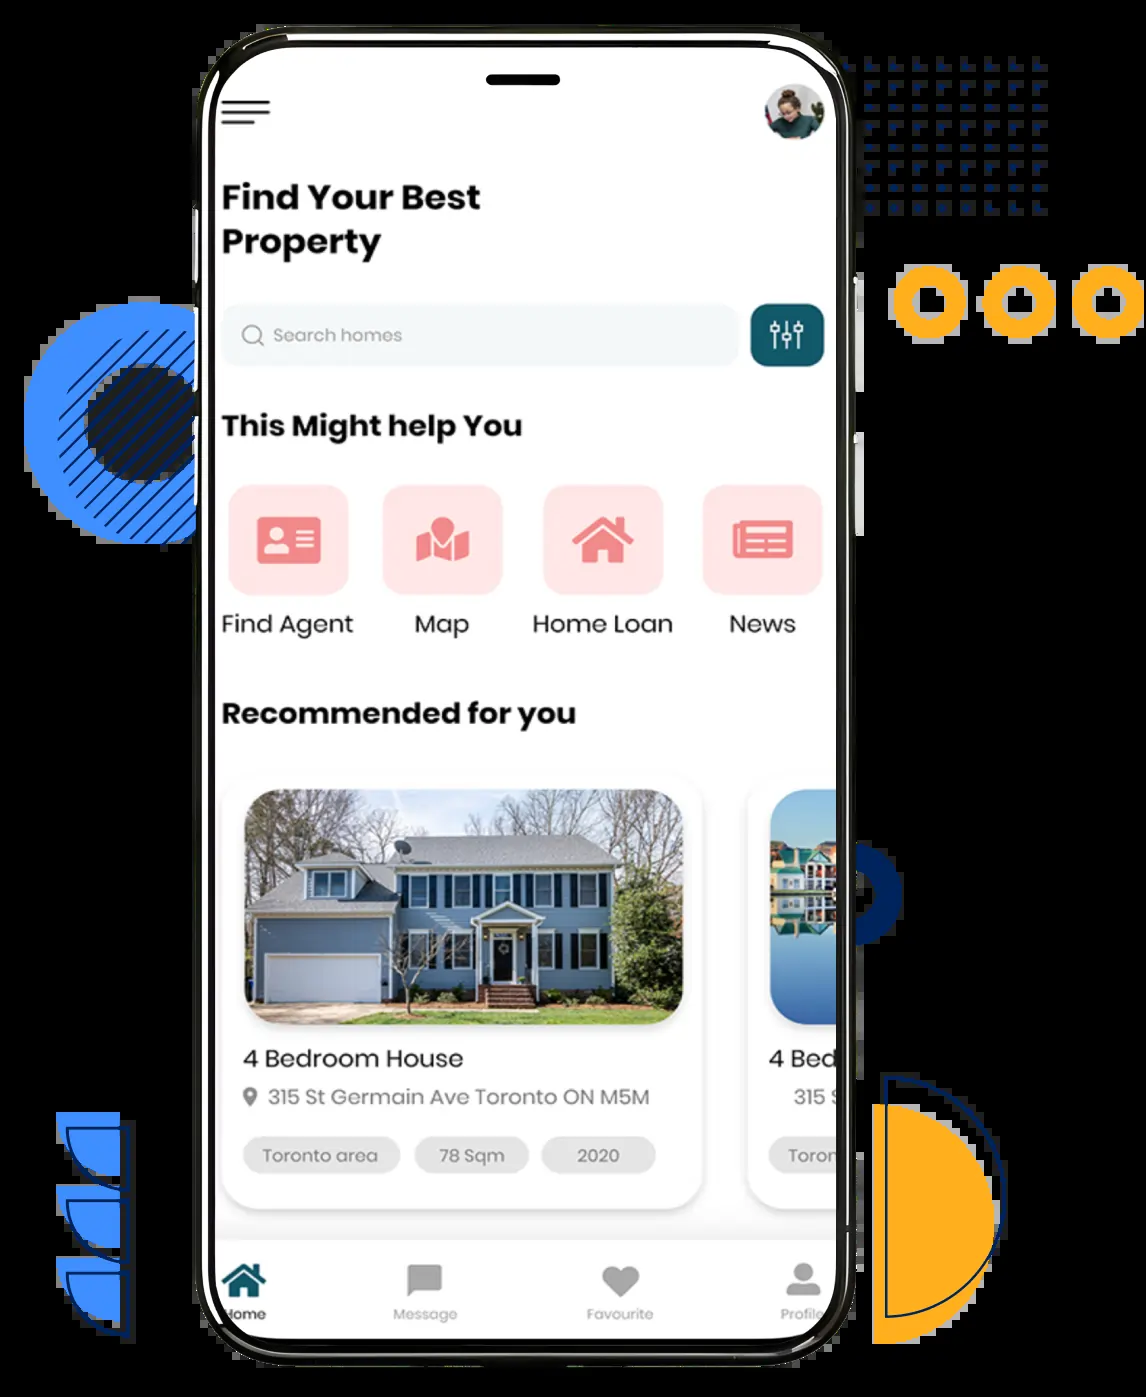 Find Your Best
Property
Search homes
This Might help You
Find Agent Map Home Loan News
Recommended for you
4 Bedroom House
315 St Germain Ave Toronto ON M5M
Toronto area 78 Sqm 2020
4 Bed
315 S
Toron
Home Message Favourite Profile